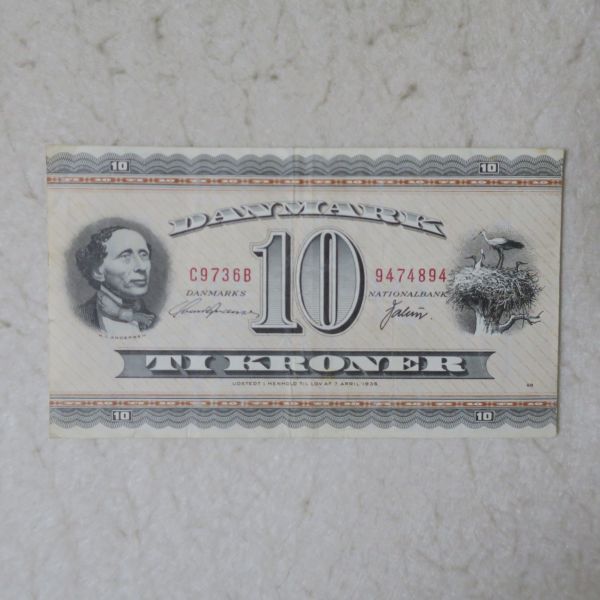 10 10
DANMARK
C9736B 10 9474894
DANMARKS NATIONALBANK
H.C. ANDERSEN
TI KRONER
UDSTEDT I HENHOLD TIL LOV AF 7 APRIL 1936
10 10